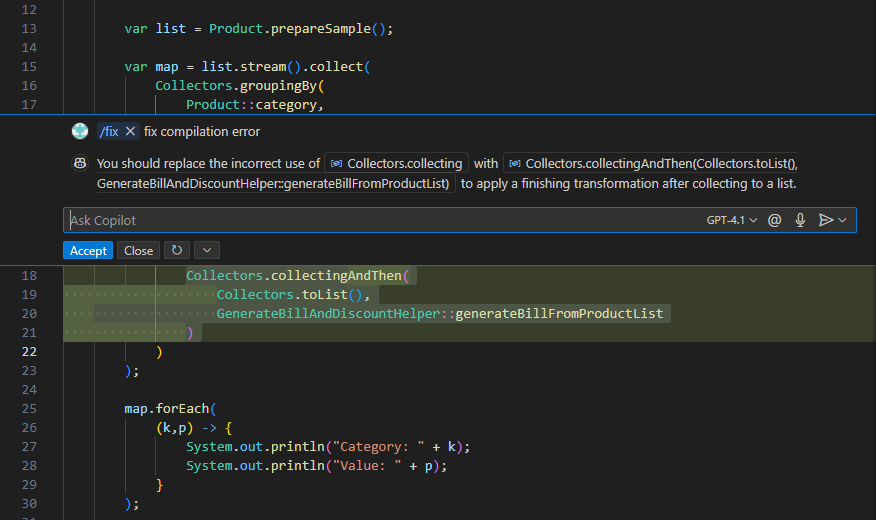 12
13 var list = Product.prepareSample();
14
15 var map = list.stream().collect(
16 Collectors.groupingBy(
17 Product::category,
/fix × fix compilation error
You should replace the incorrect use of Collectors.collecting with Collectors.collectingAndThen(Collectors.toList(),
GenerateBillAndDiscountHelper::generateBillFromProductList) to apply a finishing transformation after collecting to a list.
Ask Copilot GPT-4.1 @
Accept Close
18 Collectors.collectingAndThen(
19 Collectors.toList(),
20 GenerateBillAndDiscountHelper::generateBillFromProductList
21 )
22 )
23 );
24
25 map.forEach(
26 (k,p) -> {
27 System.out.println("Category: " + k);
28 System.out.println("Value: " + p);
29 }
30 );